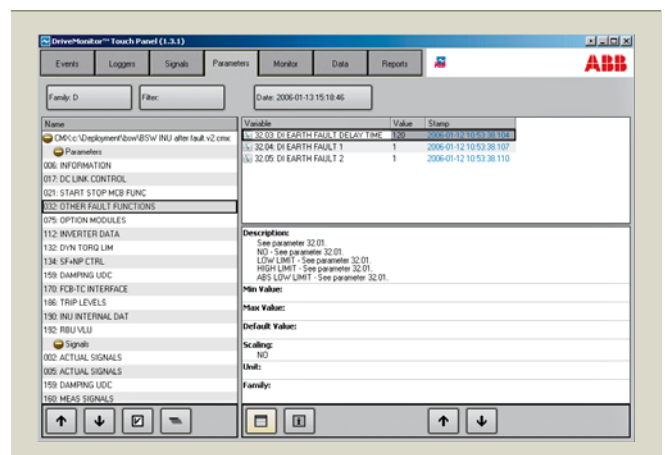 DriveMonitor™ Touch Panel (1.3.1)
Events Loggers Signals Parameters Monitor Data Reports ABB
Family: D Filter: Date: 2006-01-13 15:18:46
Name
CMX:c:\Deployment\bow\BSW INU after fault.v2.cmx
Parameters
006: INFORMATION
017: DC LINK CONTROL
021: START STOP MCB FUNC
032: OTHER FAULT FUNCTIONS
075: OPTION MODULES
112: INVERTER DATA
132: DYN TORQ LIM
134: SF+NP CTRL
159: DAMPING UDC
170: FCB-TC INTERFACE
186: TRIP LEVELS
190: INU INTERNAL DAT
192: RBU VLU
Signals
002: ACTUAL SIGNALS
005: ACTUAL SIGNALS
159: DAMPING UDC
160: MEAS SIGNALS
Variable Value Stamp
32.03: DI EARTH FAULT DELAY TIME 120 2006-01-12 10:53:38.104
32.04: DI EARTH FAULT 1 1 2006-01-12 10:53:38.107
32.05: DI EARTH FAULT 2 1 2006-01-12 10:53:38.110
Description:
See parameter 32.01.
NO - See parameter 32.01.
LOW LIMIT - See parameter 32.01.
HIGH LIMIT - See parameter 32.01.
ABS LOW LIMIT - See parameter 32.01.
Min Value:
Max Value:
Default Value:
Scaling:
NO
Unit:
Family: